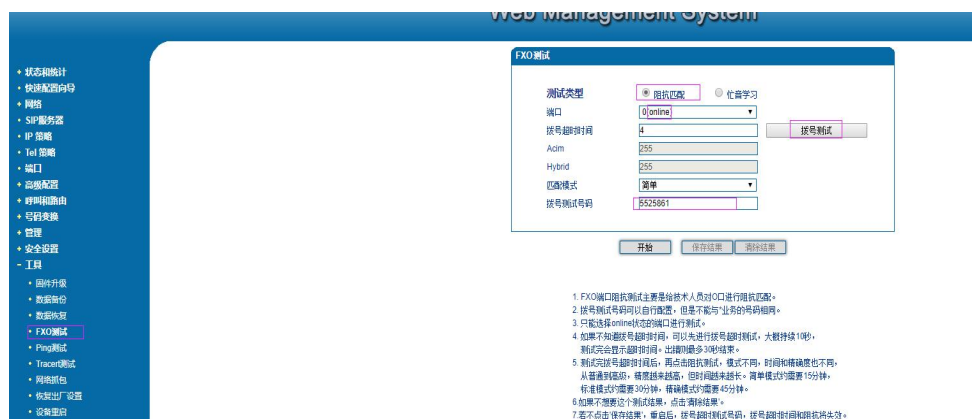 Web Management System
FXO测试
+ 状态和统计
• 快速配置向导
+ 网络
• SIP服务器
+ IP 策略
+ Tel 策略
• 端口
+ 高级配置
+ 呼叫和路由
+ 号码变换
+ 管理
+ 安全设置
- 工具
• 固件升级
• 数据备份
• 数据恢复
• FXO测试
• Ping测试
• Tracert测试
• 网络抓包
• 恢复出厂设置
• 设备重启
测试类型 阻抗匹配 忙音学习
端口 0(online)
拨号超时时间 4 拨号测试
Acim 255
Hybrid 255
匹配模式 简单
拨号测试号码 5525861
开始 保存结果 清除结果
1. FXO端口阻抗测试主要是给技术人员对O口进行阻抗匹配。
2. 拨号测试号码可以自行配置，但是不能与业务的号码相同。
3. 只能选择online状态的端口进行测试。
4. 如果不知道拨号超时时间，可以先进行拨号超时测试，大概持续10秒，
测试完会显示超时时间。出错则最多30秒结束。
5. 测试完拨号超时时间后，再点击阻抗测试，模式不同，时间和精确度也不同，
从普通到高级，精度越来越高，但时间越来越长。简单模式约需要15分钟，
标准模式约需要30分钟，精确模式约需要45分钟。
6.如果不想要这个测试结果，点击'清除结果'。
7.若不点击'保存结果'，重启后，拨号超时测试号码，拨号超时时间和阻抗将失效。